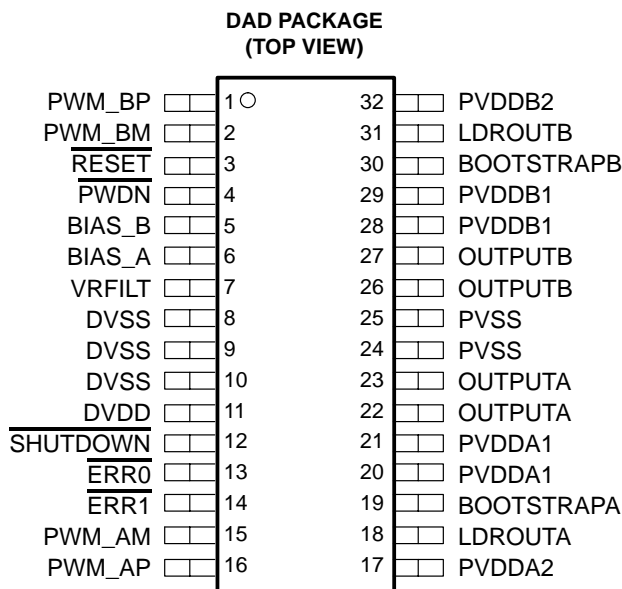 DAD PACKAGE
(TOP VIEW)
PWM_BP 1 32 PVDDB2
PWM_BM 2 31 LDROUTB
RESET 3 30 BOOTSTRAPB
PWDN 4 29 PVDDB1
BIAS_B 5 28 PVDDB1
BIAS_A 6 27 OUTPUTB
VRFILT 7 26 OUTPUTB
DVSS 8 25 PVSS
DVSS 9 24 PVSS
DVSS 10 23 OUTPUTA
DVDD 11 22 OUTPUTA
SHUTDOWN 12 21 PVDDA1
ERR0 13 20 PVDDA1
ERR1 14 19 BOOTSTRAPA
PWM_AM 15 18 LDROUTA
PWM_AP 16 17 PVDDA2